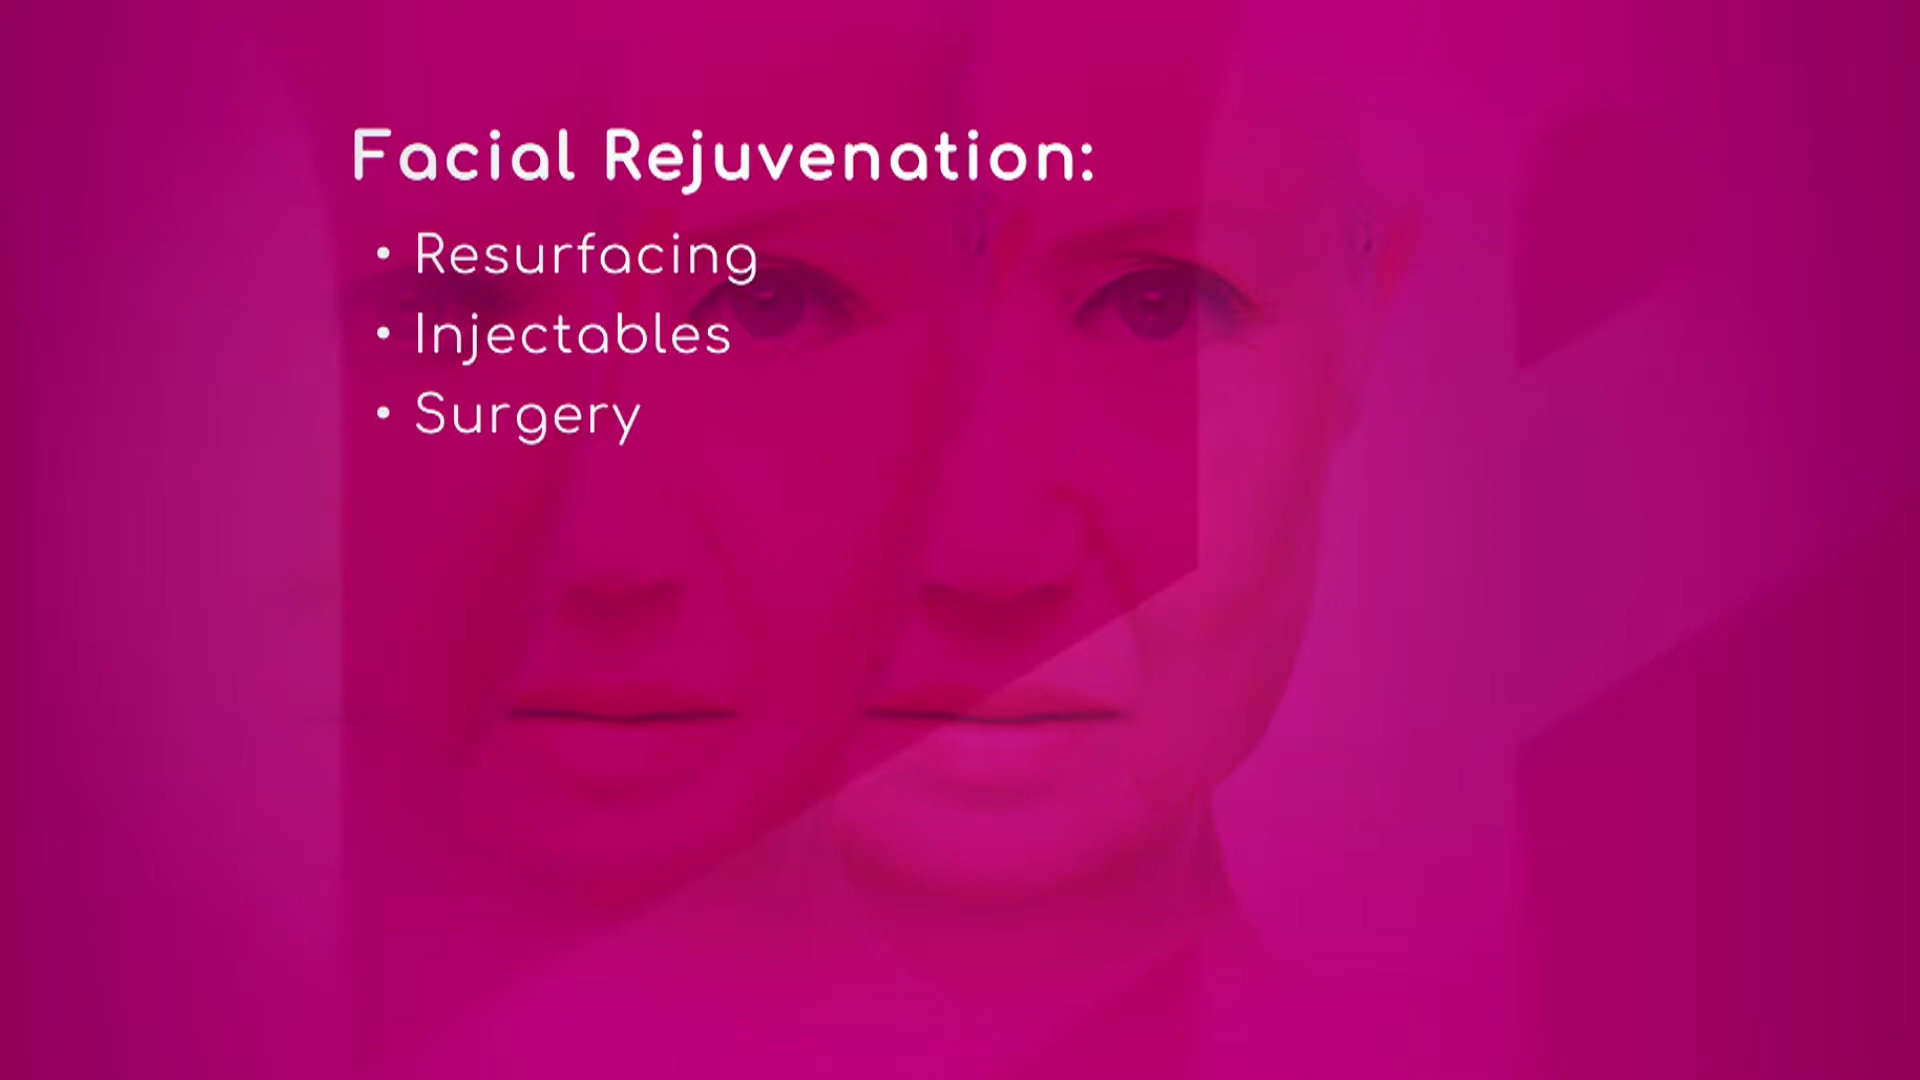 Facial Rejuvenation:
• Resurfacing
• Injectables
• Surgery